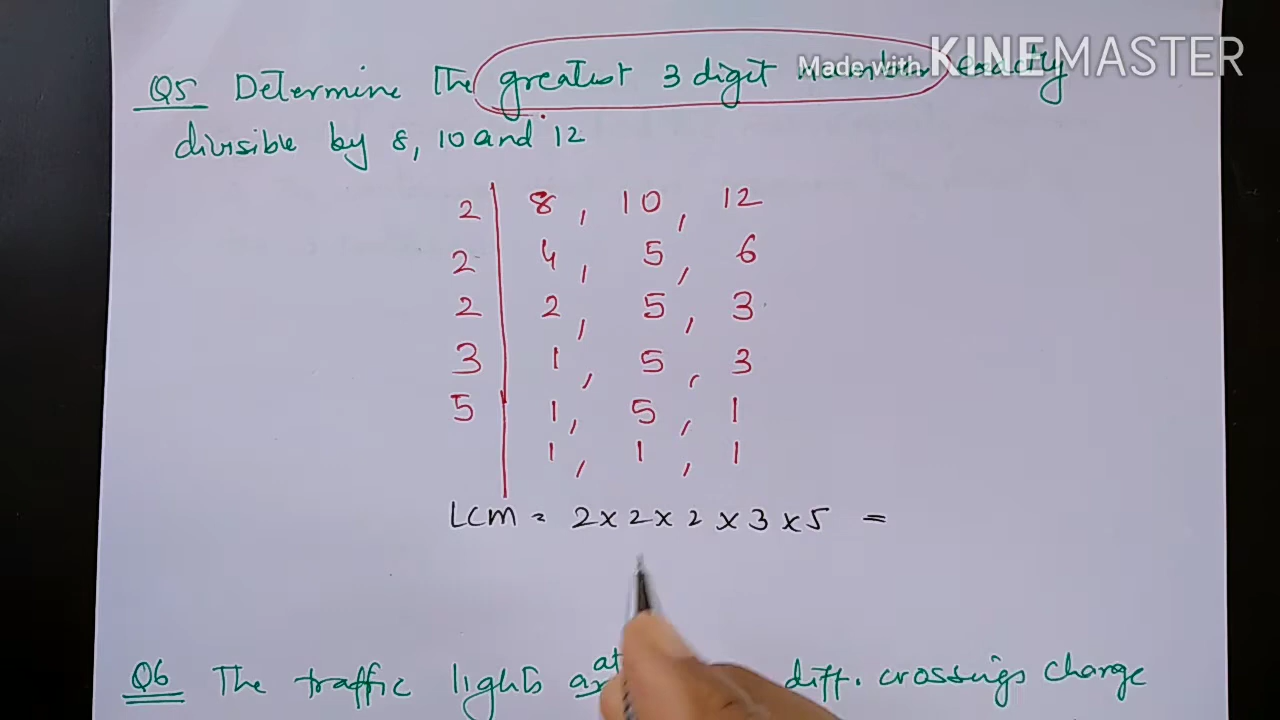 Q5 Determine the greatest 3 digit number exactly
Made with KINEMASTER
divisible by 8, 10 and 12
2 8 , 10 , 12
2 4 , 5 , 6
2 2 , 5 , 3
3 1 , 5 , 3
5 1 , 5 , 1
1 , 1 , 1
LCM = 2 x 2 x 2 x 3 x 5 =
at
Q6 The traffic lights diff. crossings change